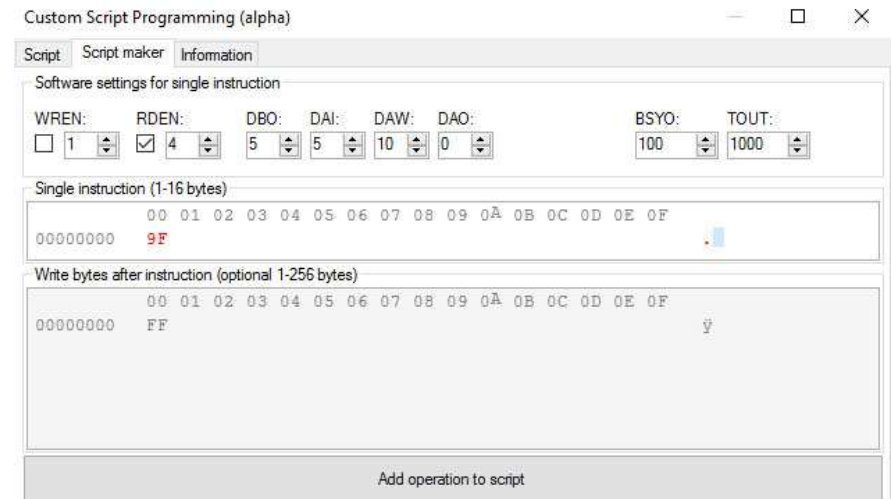 Custom Script Programming (alpha)
Script Script maker Information
Software settings for single instruction
WREN: RDEN: DBO: DAI: DAW: DAO: BSYO: TOUT:
1 4 5 5 10 0 100 1000
Single instruction (1-16 bytes)
00 01 02 03 04 05 06 07 08 09 0A 0B 0C 0D 0E 0F
00000000 9F .
Write bytes after instruction (optional 1-256 bytes)
00 01 02 03 04 05 06 07 08 09 0A 0B 0C 0D 0E 0F
00000000 FF ÿ
Add operation to script